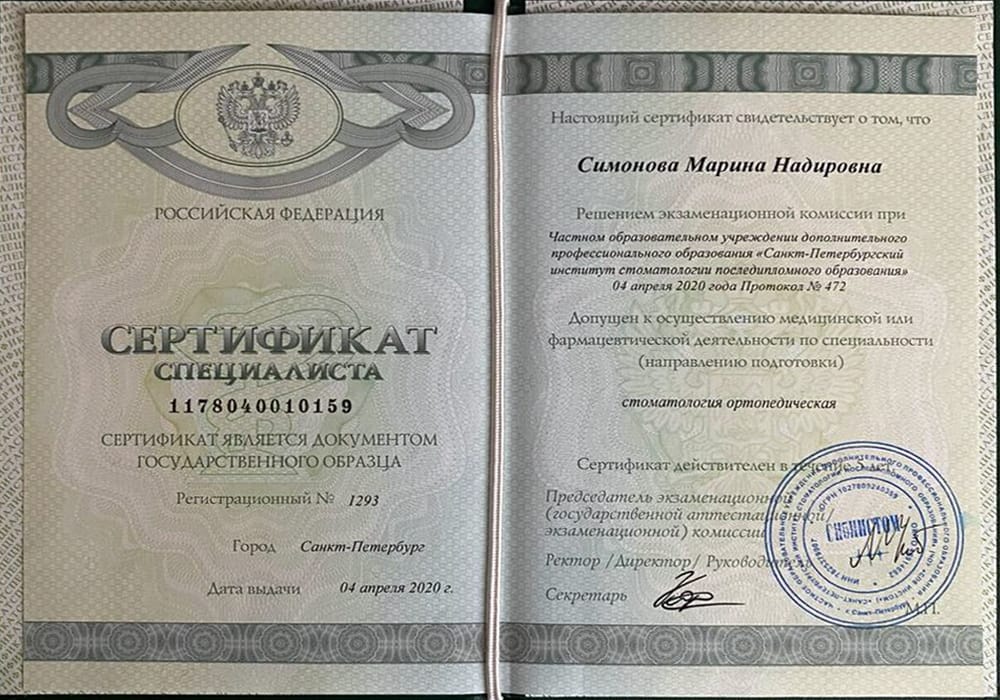 РОССИЙСКАЯ ФЕДЕРАЦИЯ
СЕРТИФИКАТ
СПЕЦИАЛИСТА
1178040010159
СЕРТИФИКАТ ЯВЛЯЕТСЯ ДОКУМЕНТОМ
ГОСУДАРСТВЕННОГО ОБРАЗЦА
Регистрационный № 1293
Город Санкт-Петербург
Дата выдачи 04 апреля 2020 г.
Настоящий сертификат свидетельствует о том, что
Симонова Марина Надировна
Решением экзаменационной комиссии при
Частном образовательном учреждении дополнительного
профессионального образования «Санкт-Петербургский
институт стоматологии последипломного образования»
04 апреля 2020 года Протокол № 472
Допущен к осуществлению медицинской или
фармацевтической деятельности по специальности
(направлению подготовки)
стоматология ортопедическая
Сертификат действителен в течение 5 лет.
Председатель экзаменационной
(государственной аттестационной/
экзаменационной) комиссии
Ректор /Директор/ Руководитель
Секретарь
М.П.